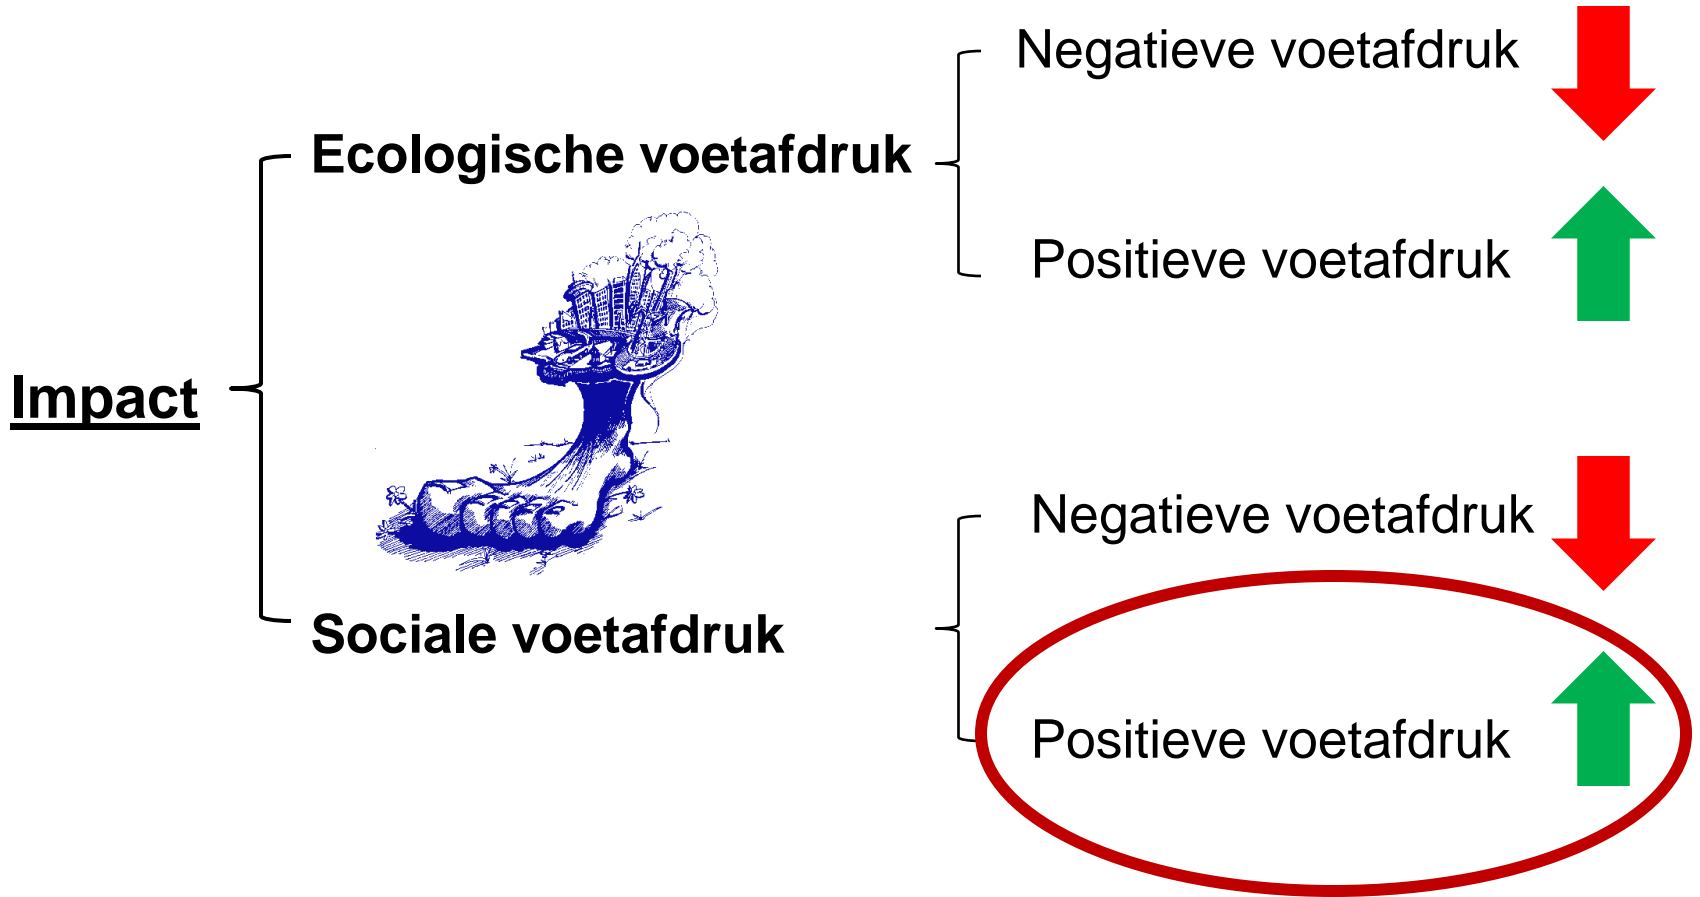 Negatieve voetafdruk
Ecologische voetafdruk
Positieve voetafdruk
Impact
Negatieve voetafdruk
Sociale voetafdruk
Positieve voetafdruk